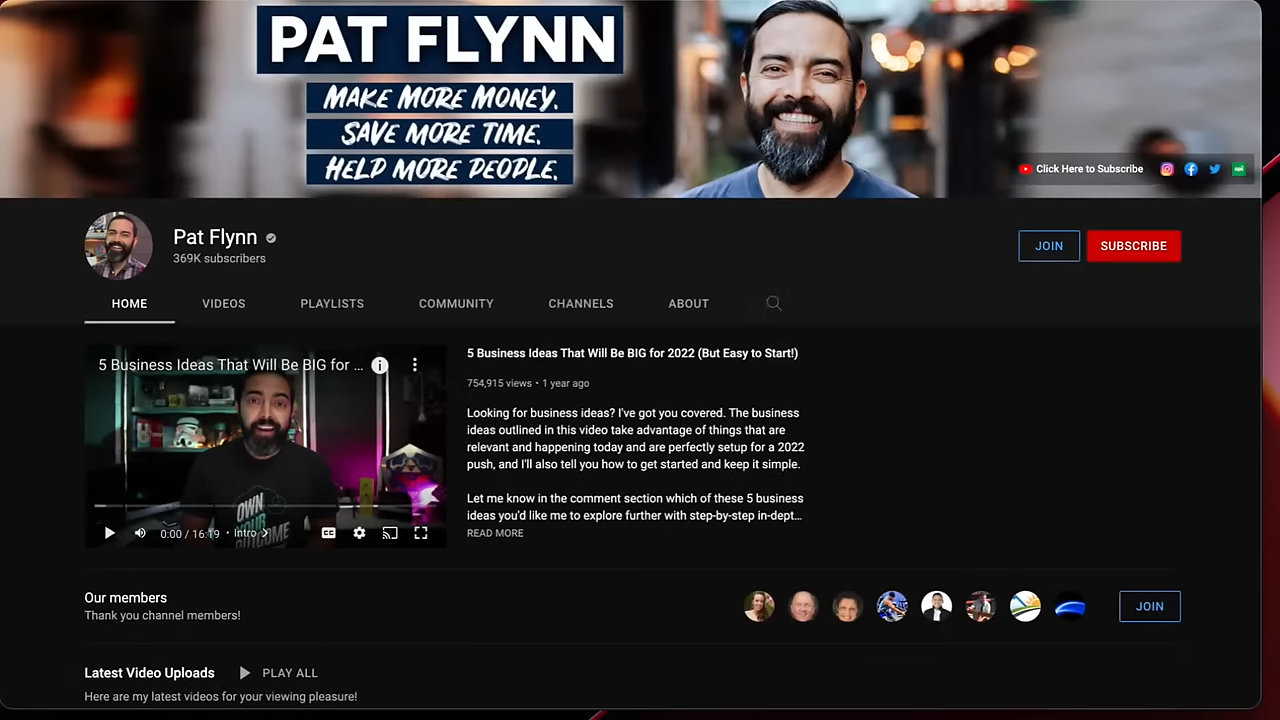 PAT FLYNN
MAKE MORE MONEY.
SAVE MORE TIME.
HELP MORE PEOPLE.
Click Here to Subscribe
Pat Flynn
369K subscribers
JOIN
SUBSCRIBE
HOME
VIDEOS
PLAYLISTS
COMMUNITY
CHANNELS
ABOUT
5 Business Ideas That Will Be BIG for ...
OWN
YOUR
OUTCOME
0:00 / 16:19 • Intro
CC
5 Business Ideas That Will Be BIG for 2022 (But Easy to Start!)
754,915 views • 1 year ago
Looking for business ideas? I've got you covered. The business
ideas outlined in this video take advantage of things that are
relevant and happening today and are perfectly setup for a 2022
push, and I'll also tell you how to get started and keep it simple.
Let me know in the comment section which of these 5 business
ideas you'd like me to explore further with step-by-step in-dept...
READ MORE
Our members
Thank you channel members!
JOIN
Latest Video Uploads
PLAY ALL
Here are my latest videos for your viewing pleasure!